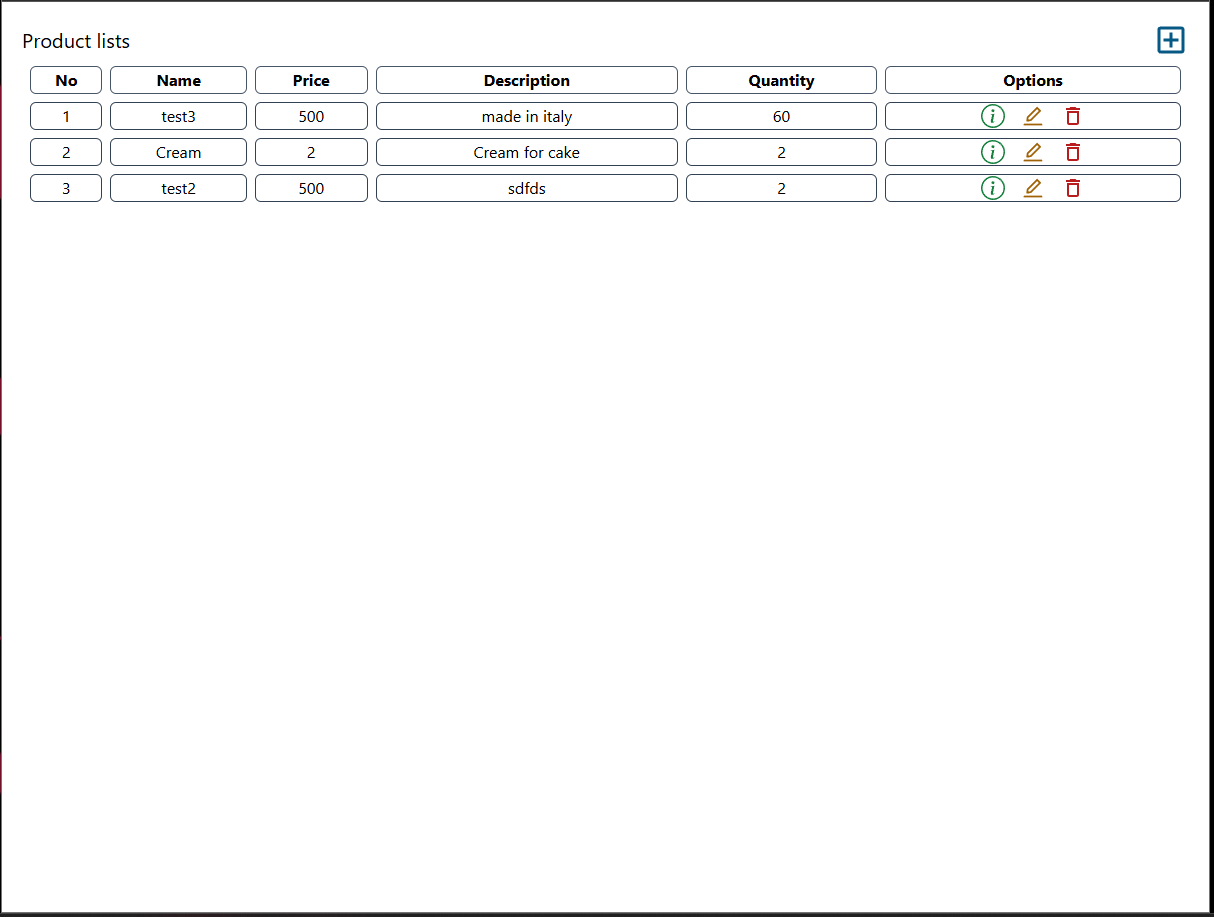 Product lists
No Name Price Description Quantity Options
1 test3 500 made in italy 60
2 Cream 2 Cream for cake 2
3 test2 500 sdfds 2